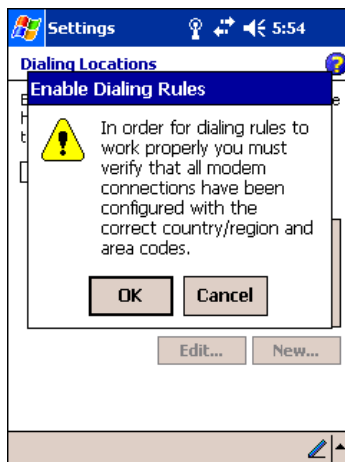 Settings 5:54
Dialing Locations
Enable Dialing Rules
In order for dialing rules to
work properly you must
verify that all modem
connections have been
configured with the
correct country/region and
area codes.
OK Cancel
Edit... New...